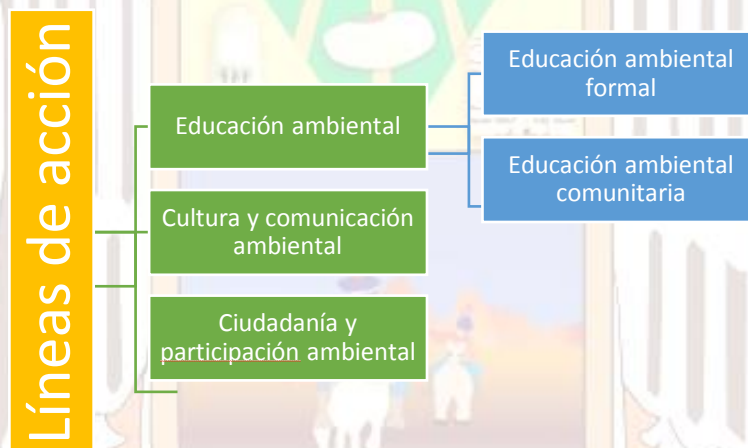 Líneas de acción
Educación ambiental
Educación ambiental
formal
Educación ambiental
comunitaria
Cultura y comunicación
ambiental
Ciudadanía y
participación ambiental